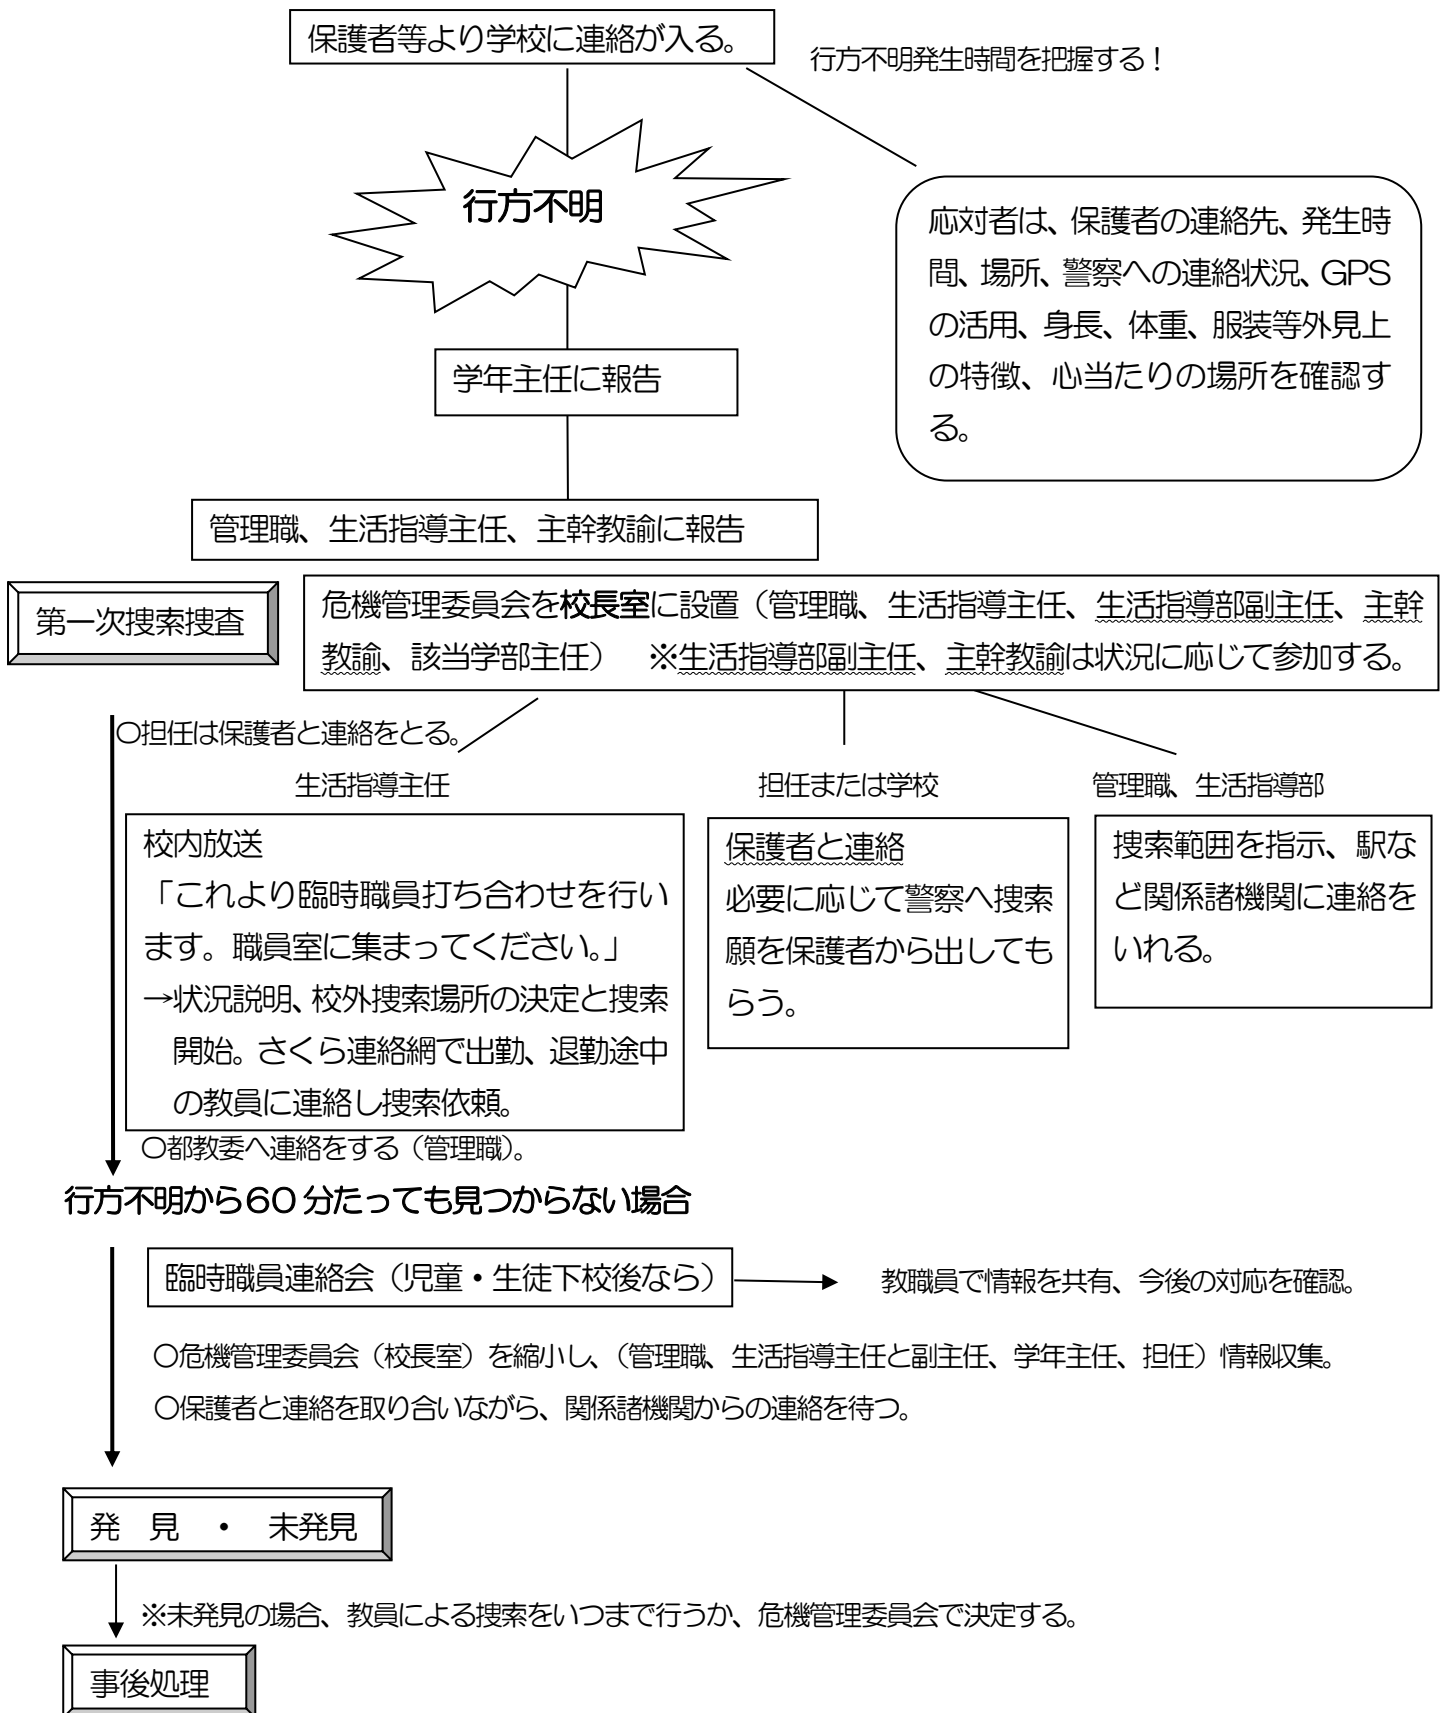 保護者等より学校に連絡が入る。
行方不明発生時間を把握する！
行方不明
応対者は、保護者の連絡先、発生時
間、場所、警察への連絡状況、GPS
の活用、身長、体重、服装等外見上
の特徴、心当たりの場所を確認す
る。
学年主任に報告
管理職、生活指導主任、主幹教諭に報告
第一次捜索捜査
危機管理委員会を校長室に設置（管理職、生活指導主任、生活指導部副主任、主幹
教諭、該当学部主任）　※生活指導部副主任、主幹教諭は状況に応じて参加する。
〇担任は保護者と連絡をとる。
生活指導主任
校内放送
「これより臨時職員打ち合わせを行い
ます。職員室に集まってください。」
→状況説明、校外捜索場所の決定と捜索
開始。さくら連絡網で出勤、退勤途中
の教員に連絡し捜索依頼。
担任または学校
保護者と連絡
必要に応じて警察へ捜索
願を保護者から出しても
らう。
管理職、生活指導部
捜索範囲を指示、駅な
ど関係諸機関に連絡を
いれる。
〇都教委へ連絡をする（管理職）。
行方不明から60分たっても見つからない場合
臨時職員連絡会（児童・生徒下校後なら）
教職員で情報を共有、今後の対応を確認。
〇危機管理委員会（校長室）を縮小し、（管理職、生活指導主任と副主任、学年主任、担任）情報収集。
〇保護者と連絡を取り合いながら、関係諸機関からの連絡を待つ。
発　見　・　未発見
※未発見の場合、教員による捜索をいつまで行うか、危機管理委員会で決定する。
事後処理